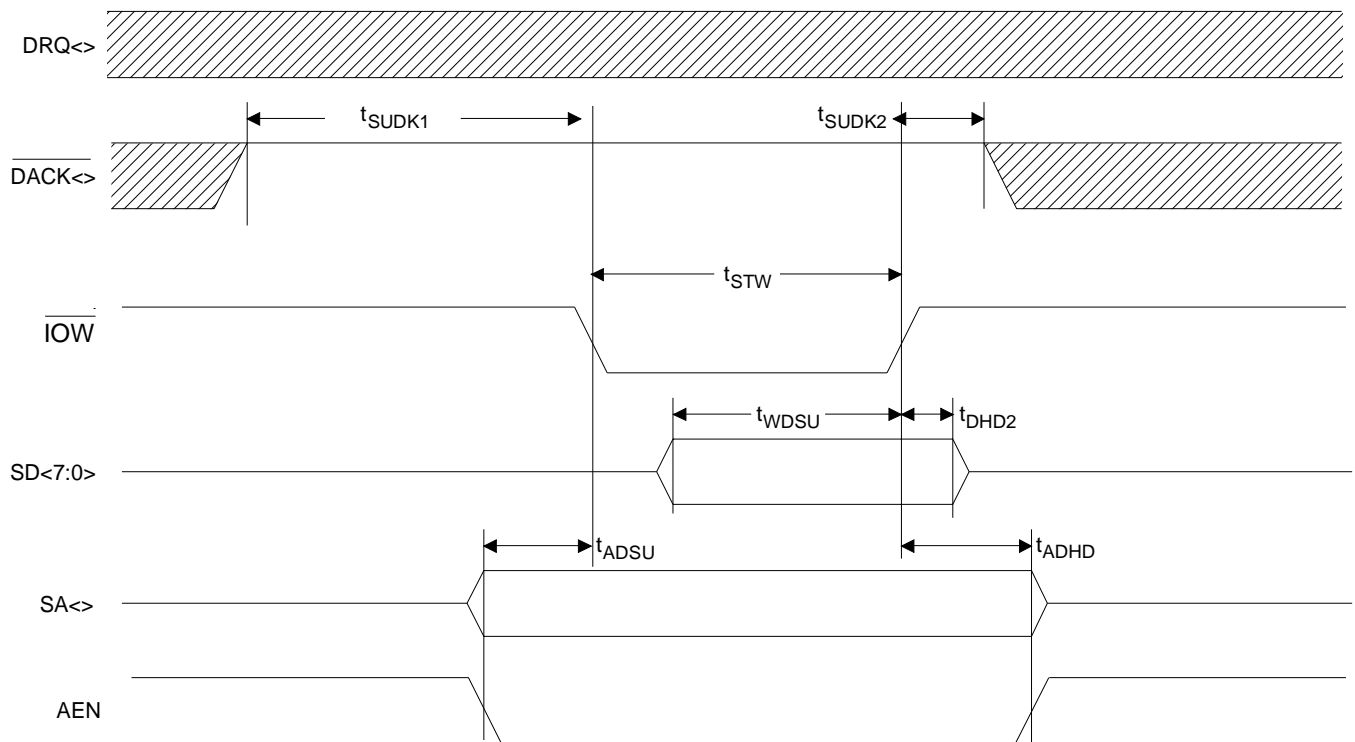 DRQ<>
tSUDK1
tSUDK2
DACK<>
tSTW
IOW
tWDSU
tDHD2
SD<7:0>
tADSU
tADHD
SA<>
AEN